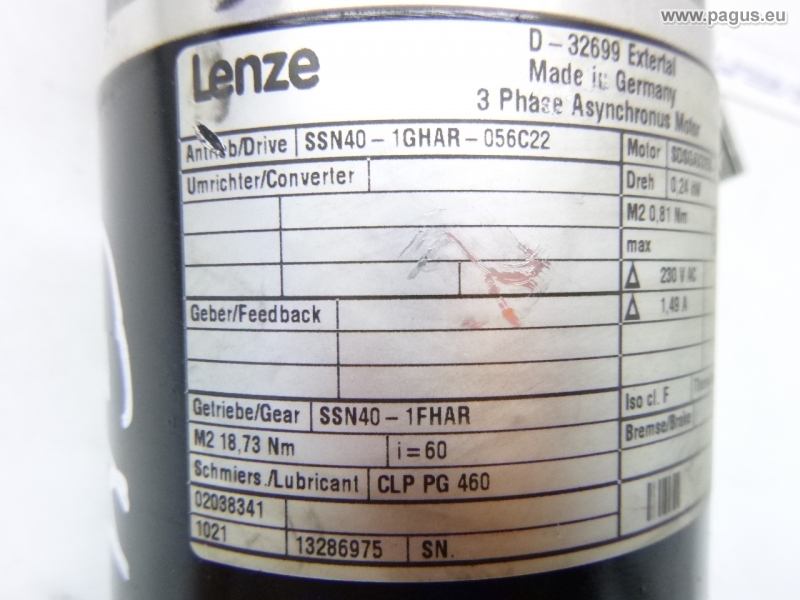 www.pagus.eu
Lenze
D-32699 Extertal
Made in Germany
3 Phase Asynchronus Motor
Antrieb/Drive SSN40-1GHAR-056C22
Motor
Umrichter/Converter
Dreh 0,24 kW
M2 0,81 Nm
max
Δ 230 V AC
Geber/Feedback
Δ 1,49 A
Getriebe/Gear SSN40-1FHAR
Iso cl. F
M2 18,73 Nm i=60
Bremse/Brake
Schmiers./Lubricant CLP PG 460
02038341
1021 13286975 SN.